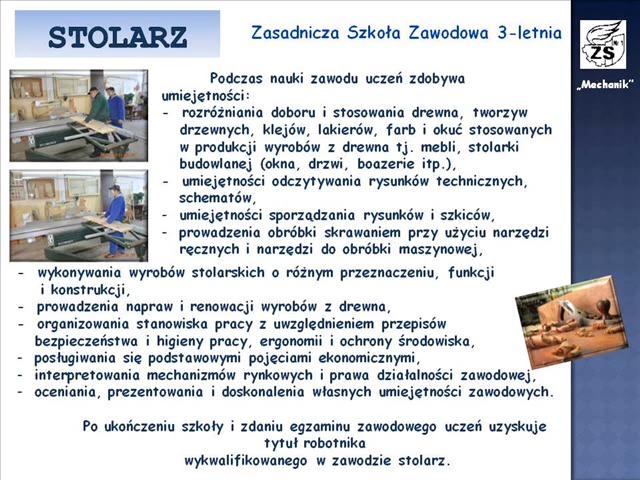 STOLARZ
Zasadnicza Szkoła Zawodowa 3-letnia
ZS
„Mechanik”
Podczas nauki zawodu uczeń zdobywa
umiejętności:
- rozróżniania doboru i stosowania drewna, tworzyw
drzewnych, klejów, lakierów, farb i okuć stosowanych
w produkcji wyrobów z drewna tj. mebli, stolarki
budowlanej (okna, drzwi, boazerie itp.),
- umiejętności odczytywania rysunków technicznych,
schematów,
- umiejętności sporządzania rysunków i szkiców,
- prowadzenia obróbki skrawaniem przy użyciu narzędzi
ręcznych i narzędzi do obróbki maszynowej,
- wykonywania wyrobów stolarskich o różnym przeznaczeniu, funkcji
i konstrukcji,
- prowadzenia napraw i renowacji wyrobów z drewna,
- organizowania stanowiska pracy z uwzględnieniem przepisów
bezpieczeństwa i higieny pracy, ergonomii i ochrony środowiska,
- posługiwania się podstawowymi pojęciami ekonomicznymi,
- interpretowania mechanizmów rynkowych i prawa działalności zawodowej,
- oceniania, prezentowania i doskonalenia własnych umiejętności zawodowych.
Po ukończeniu szkoły i zdaniu egzaminu zawodowego uczeń uzyskuje
tytuł robotnika
wykwalifikowanego w zawodzie stolarz.